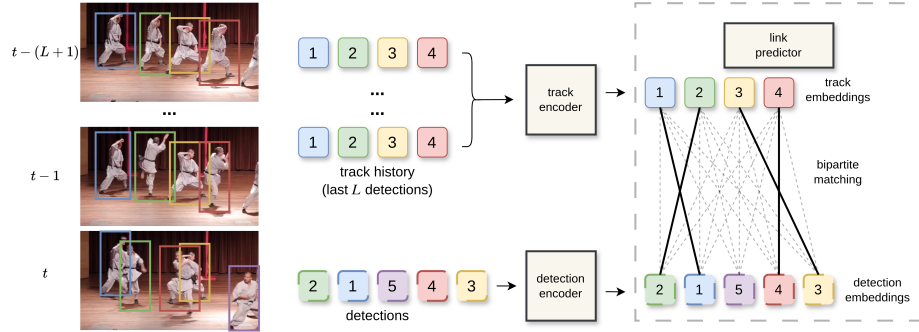 t − (L + 1)
...
t − 1
t
1 2 3 4
...
...
1 2 3 4
track history
(last L detections)
2 1 5 4 3
detections
track
encoder
detection
encoder
link
predictor
1 2 3 4
track
embeddings
bipartite
matching
2 1 5 4 3
detection
embeddings